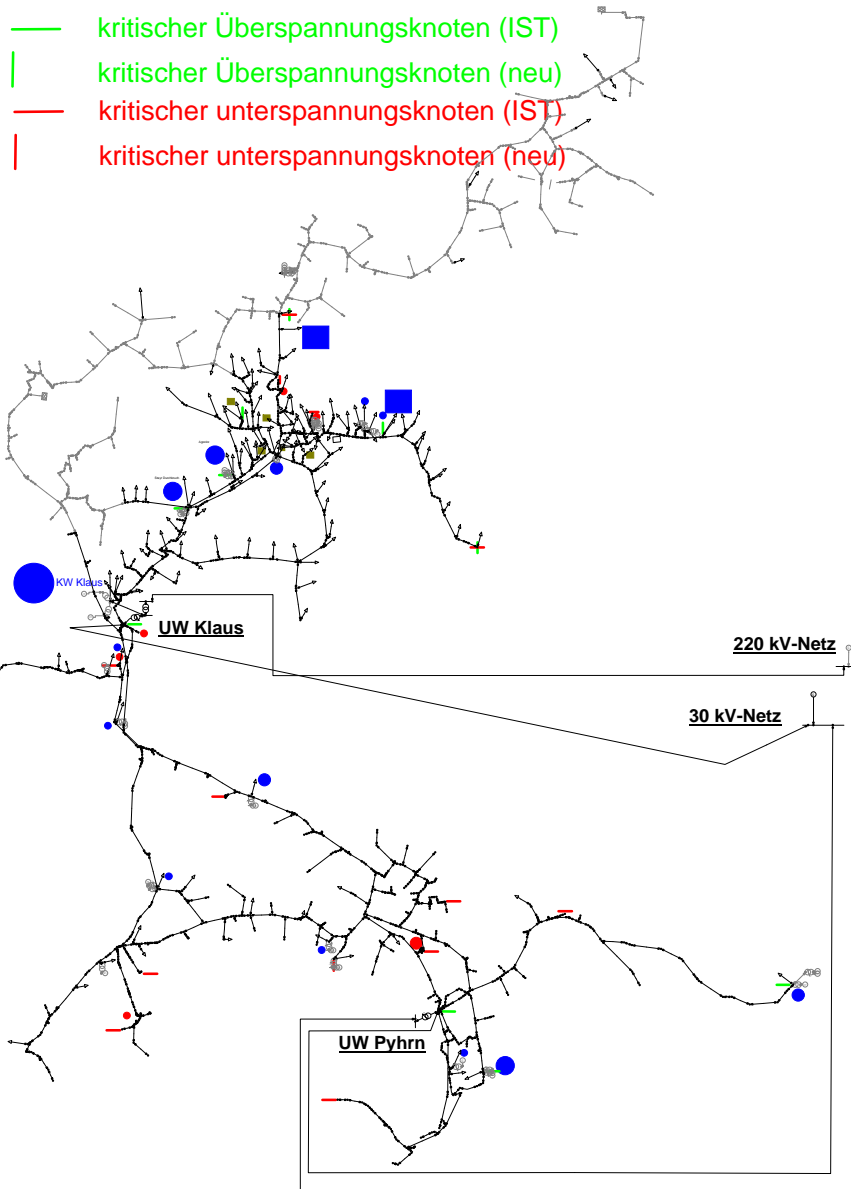 kritischer Überspannungsknoten (IST)
kritischer Überspannungsknoten (neu)
kritischer unterspannungsknoten (IST)
kritischer unterspannungsknoten (neu)
KW Klaus
UW Klaus
220 kV-Netz
30 kV-Netz
UW Pyhrn